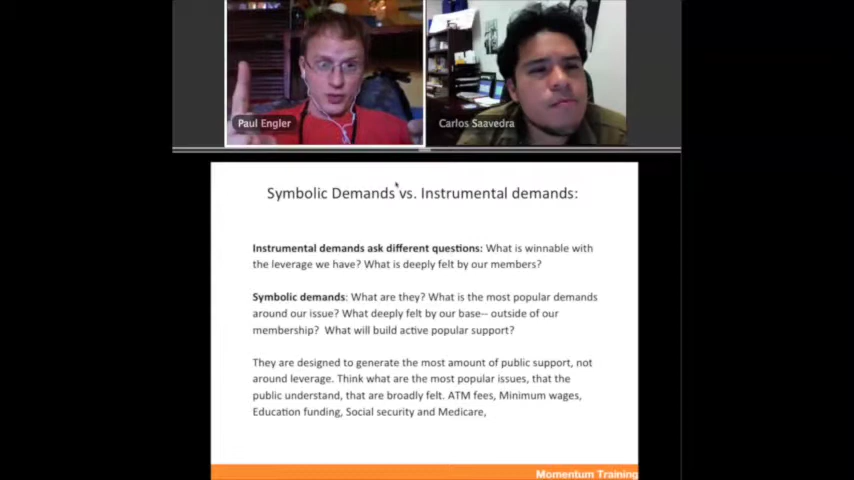 Paul Engler
Carlos Saavedra
Symbolic Demands vs. Instrumental demands:
Instrumental demands ask different questions: What is winnable with
the leverage we have? What is deeply felt by our members?
Symbolic demands: What are they? What is the most popular demands
around our issue? What deeply felt by our base-- outside of our
membership? What will build active popular support?
They are designed to generate the most amount of public support, not
around leverage. Think what are the most popular issues, that the
public understand, that are broadly felt. ATM fees, Minimum wages,
Education funding, Social security and Medicare,
Momentum Training